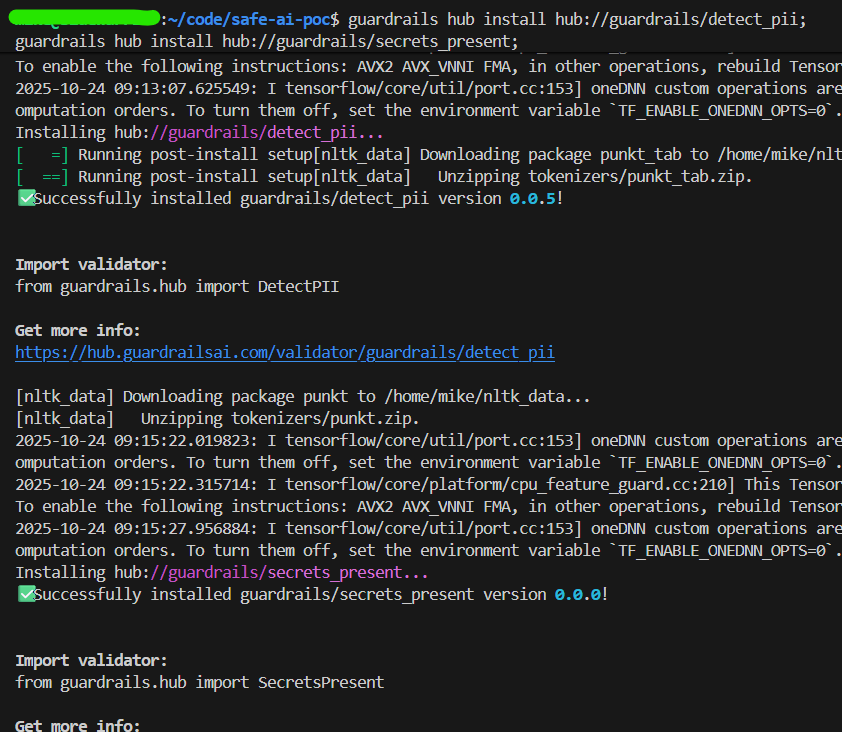 :~/code/safe-ai-poc$ guardrails hub install hub://guardrails/detect_pii;
guardrails hub install hub://guardrails/secrets_present;
To enable the following instructions: AVX2 AVX_VNNI FMA, in other operations, rebuild Tensor
2025-10-24 09:13:07.625549: I tensorflow/core/util/port.cc:153] oneDNN custom operations are
omputation orders. To turn them off, set the environment variable `TF_ENABLE_ONEDNN_OPTS=0`.
Installing hub://guardrails/detect_pii...
[   =] Running post-install setup[nltk_data] Downloading package punkt_tab to /home/mike/nlt
[  ==] Running post-install setup[nltk_data]   Unzipping tokenizers/punkt_tab.zip.
✅Successfully installed guardrails/detect_pii version 0.0.5!
Import validator:
from guardrails.hub import DetectPII
Get more info:
https://hub.guardrailsai.com/validator/guardrails/detect_pii
[nltk_data] Downloading package punkt to /home/mike/nltk_data...
[nltk_data]   Unzipping tokenizers/punkt.zip.
2025-10-24 09:15:22.019823: I tensorflow/core/util/port.cc:153] oneDNN custom operations are
omputation orders. To turn them off, set the environment variable `TF_ENABLE_ONEDNN_OPTS=0`.
2025-10-24 09:15:22.315714: I tensorflow/core/platform/cpu_feature_guard.cc:210] This Tensor
To enable the following instructions: AVX2 AVX_VNNI FMA, in other operations, rebuild Tensor
2025-10-24 09:15:27.956884: I tensorflow/core/util/port.cc:153] oneDNN custom operations are
omputation orders. To turn them off, set the environment variable `TF_ENABLE_ONEDNN_OPTS=0`.
Installing hub://guardrails/secrets_present...
✅Successfully installed guardrails/secrets_present version 0.0.0!
Import validator:
from guardrails.hub import SecretsPresent
Get more info: